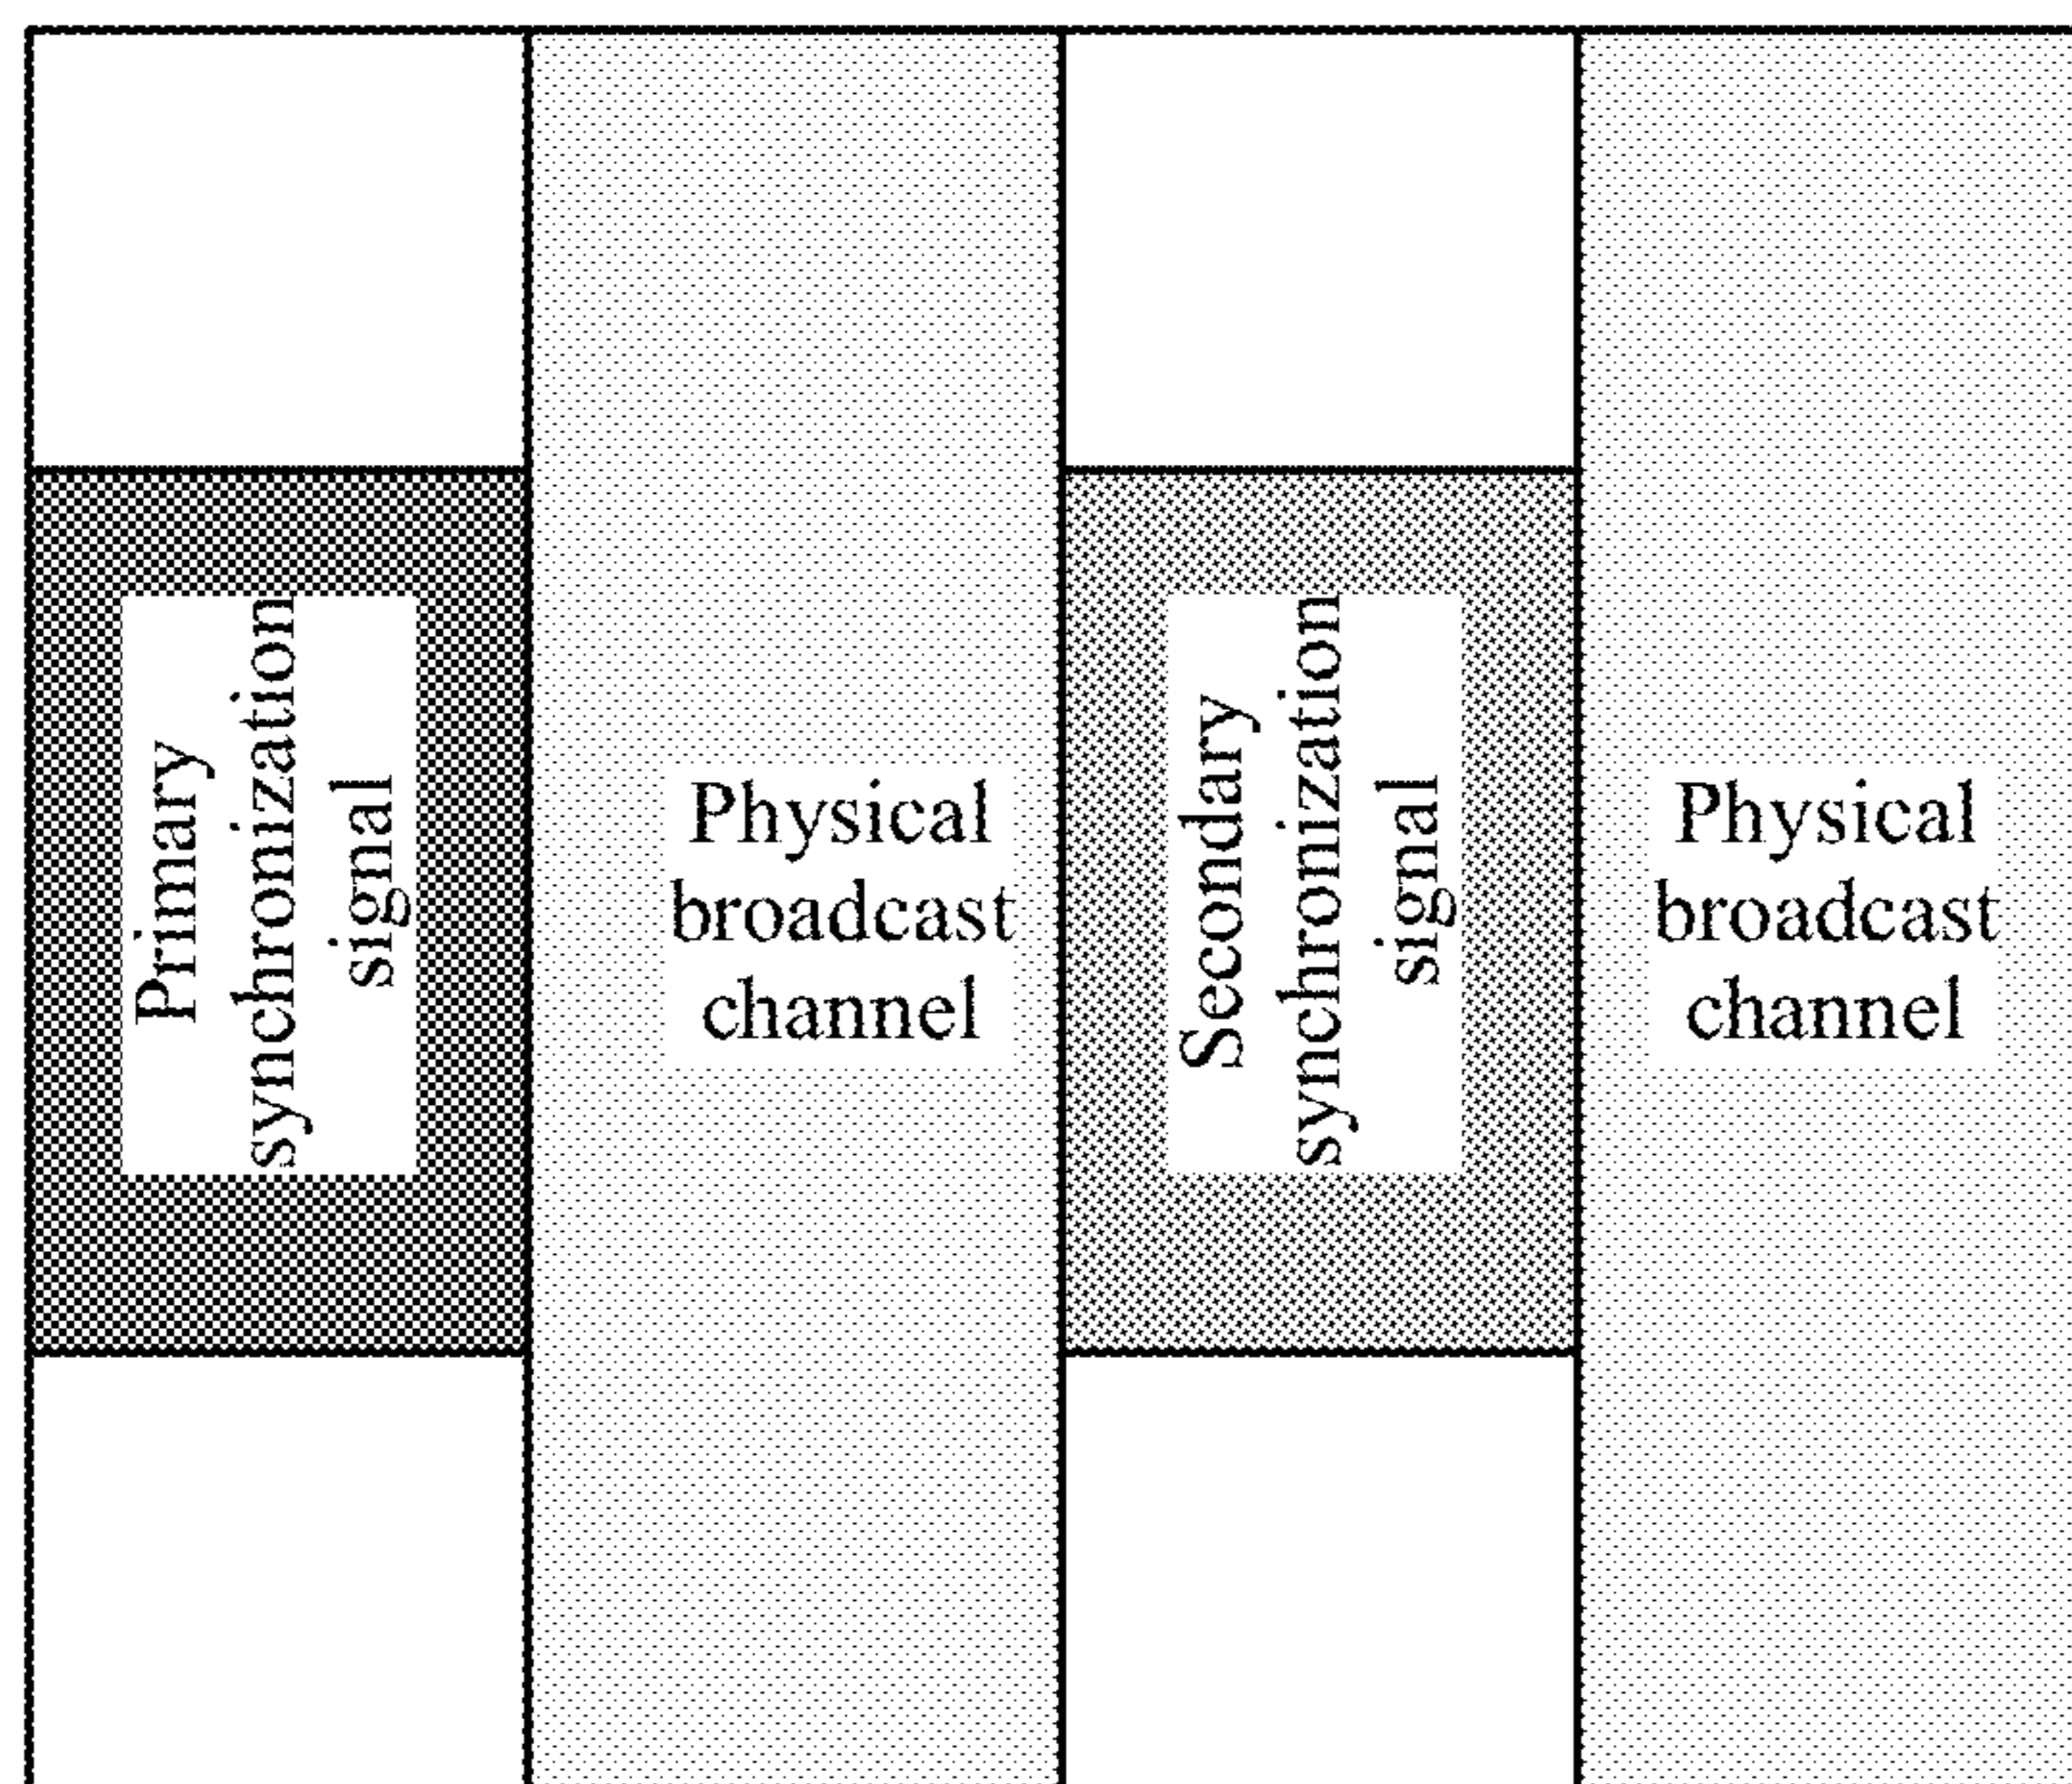 Primary
synchronization
signal
Physical
broadcast
channel
Secondary
synchronization
signal
Physical
broadcast
channel